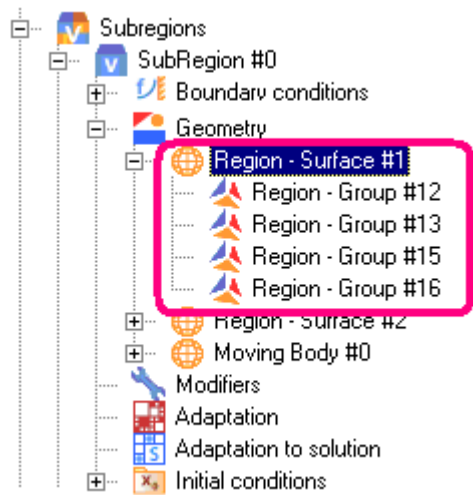 Subregions
SubRegion #0
Boundary conditions
Geometry
Region - Surface #1
Region - Group #12
Region - Group #13
Region - Group #15
Region - Group #16
Region - Surface #2
Moving Body #0
Modifiers
Adaptation
Adaptation to solution
Initial conditions